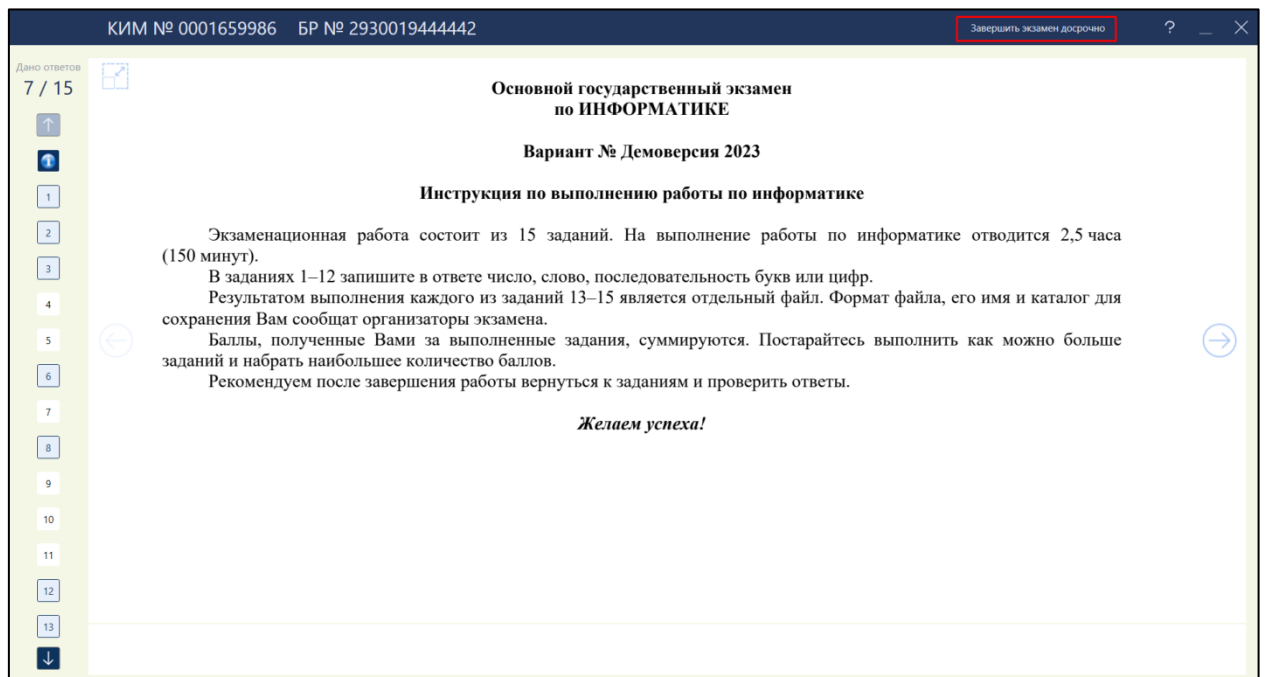 КИМ № 0001659986 БР № 2930019444442 Завершить экзамен досрочно ?
Дано ответов
7 / 15
1
2
3
4
5
6
7
8
9
10
11
12
13
Основной государственный экзамен
по ИНФОРМАТИКЕ
Вариант № Демоверсия 2023
Инструкция по выполнению работы по информатике
Экзаменационная работа состоит из 15 заданий. На выполнение работы по информатике отводится 2,5 часа
(150 минут).
В заданиях 1–12 запишите в ответе число, слово, последовательность букв или цифр.
Результатом выполнения каждого из заданий 13–15 является отдельный файл. Формат файла, его имя и каталог для
сохранения Вам сообщат организаторы экзамена.
Баллы, полученные Вами за выполненные задания, суммируются. Постарайтесь выполнить как можно больше
заданий и набрать наибольшее количество баллов.
Рекомендуем после завершения работы вернуться к заданиям и проверить ответы.
Желаем успеха!